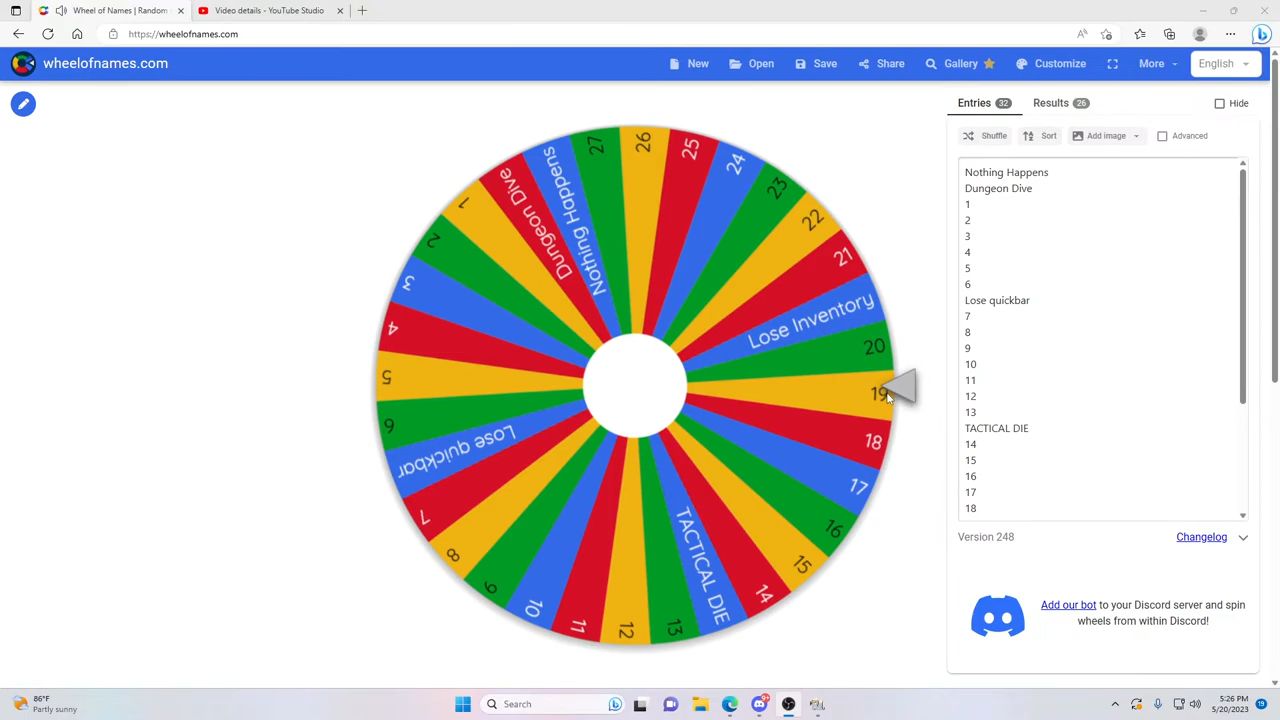 Wheel of Names | Random
Video details - YouTube Studio
https://wheelofnames.com
wheelofnames.com
New
Open
Save
Share
Gallery
Customize
More
English
Entries 32
Results 26
Hide
Shuffle
Sort
Add image
Advanced
Nothing Happens
Dungeon Dive
1
2
3
4
5
6
Lose quickbar
7
8
9
10
11
12
13
TACTICAL DIE
14
15
16
17
18
Nothing Happens
Dungeon Dive
1
2
3
4
5
6
Lose quickbar
7
8
9
10
11
12
13
TACTICAL DIE
14
15
16
17
18
19
20
Lose Inventory
21
22
23
24
25
26
27
Version 248
Changelog
Add our bot to your Discord server and spin
wheels from within Discord!
86°F
Partly sunny
Search
9+
5:26 PM
5/20/2023
19